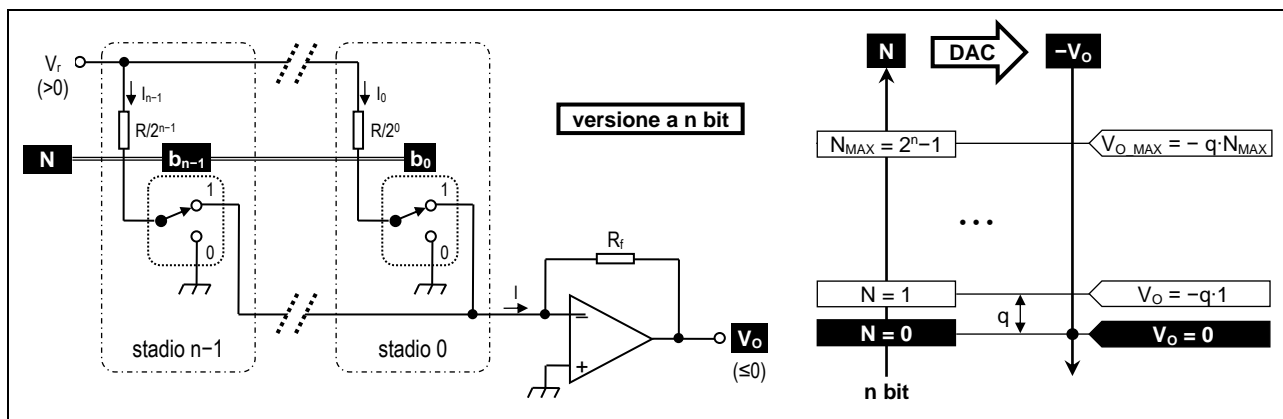 Vr
(>0)
In−1
I0
R/2ⁿ⁻¹
R/2⁰
N
bn−1
b0
1
0
1
0
stadio n−1
stadio 0
versione a n bit
I
Rf
−
+
VO
(≤0)
N
DAC
−VO
NMAX = 2ⁿ−1
VO_MAX = − q·NMAX
...
N = 1
VO = −q·1
q
N = 0
VO = 0
n bit